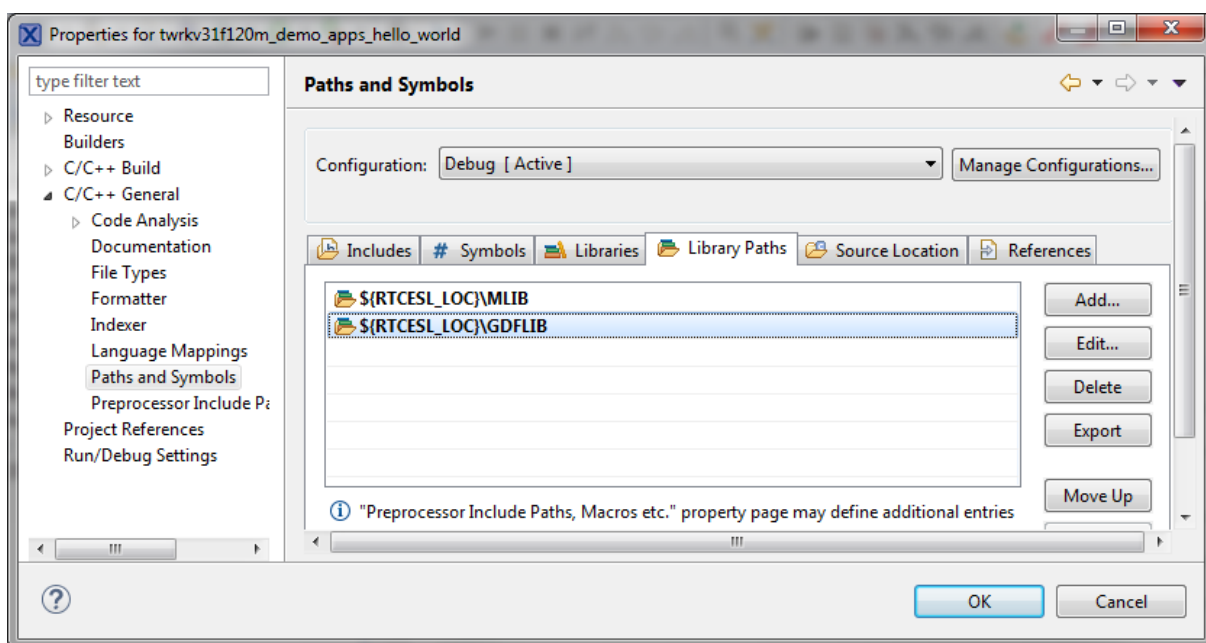 Properties for twrkv31f120m_demo_apps_hello_world
type filter text
Resource
Builders
C/C++ Build
C/C++ General
Code Analysis
Documentation
File Types
Formatter
Indexer
Language Mappings
Paths and Symbols
Preprocessor Include Pa
Project References
Run/Debug Settings
Paths and Symbols
Configuration: Debug [ Active ] Manage Configurations...
Includes # Symbols Libraries Library Paths Source Location References
${RTCESL_LOC}\MLIB
${RTCESL_LOC}\GDFLIB
Add...
Edit...
Delete
Export
Move Up
"Preprocessor Include Paths, Macros etc." property page may define additional entries
OK Cancel